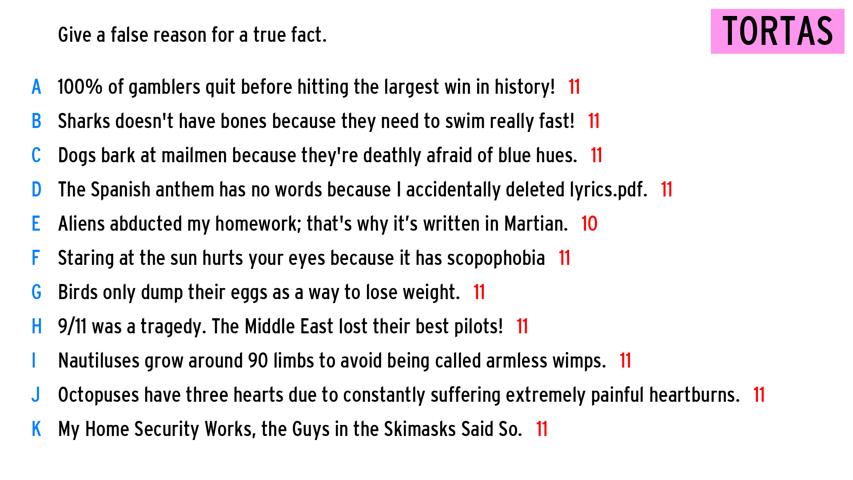 Give a false reason for a true fact.
TORTAS
A 100% of gamblers quit before hitting the largest win in history! 11
B Sharks doesn't have bones because they need to swim really fast! 11
C Dogs bark at mailmen because they're deathly afraid of blue hues. 11
D The Spanish anthem has no words because I accidentally deleted lyrics.pdf. 11
E Aliens abducted my homework; that's why it’s written in Martian. 10
F Staring at the sun hurts your eyes because it has scopophobia 11
G Birds only dump their eggs as a way to lose weight. 11
H 9/11 was a tragedy. The Middle East lost their best pilots! 11
I Nautiluses grow around 90 limbs to avoid being called armless wimps. 11
J Octopuses have three hearts due to constantly suffering extremely painful heartburns. 11
K My Home Security Works, the Guys in the Skimasks Said So. 11